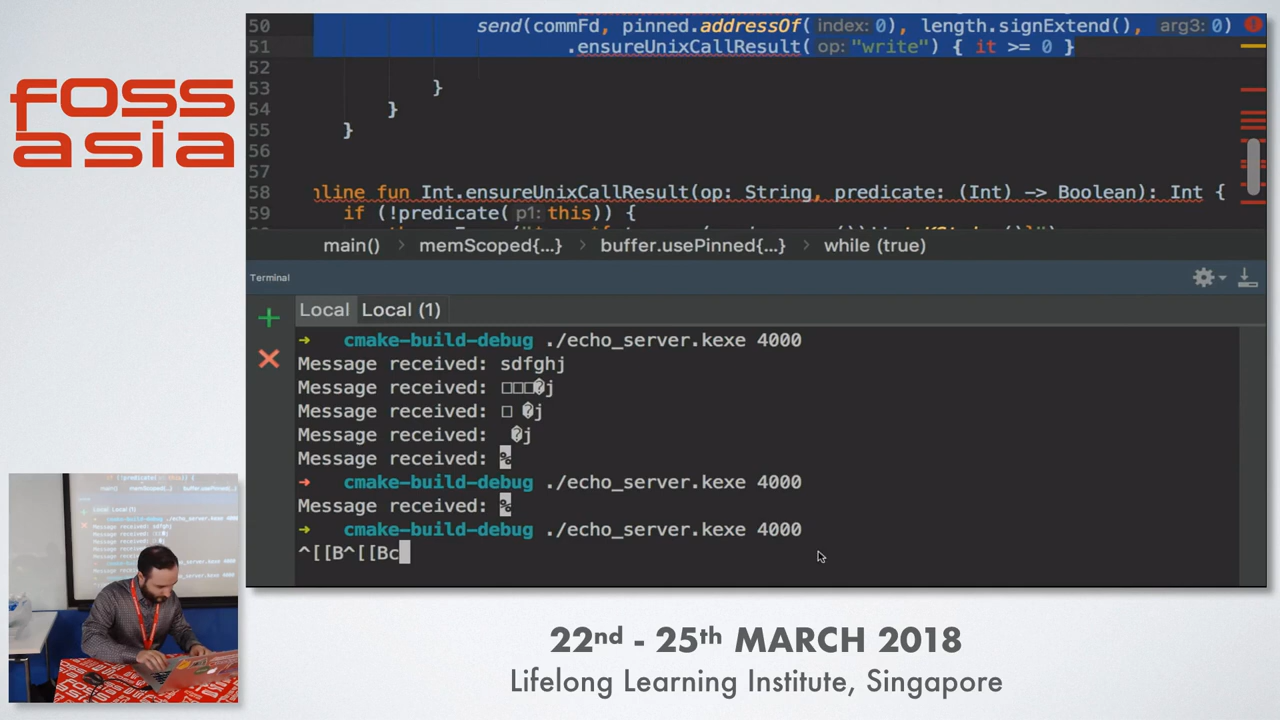 foss
asia
50 send(commFd, pinned.addressOf( index: 0), length.signExtend(), arg3: 0)
51 .ensureUnixCallResult( op: "write") { it >= 0 }
52
53 }
54 }
55 }
56
57
58 nline fun Int.ensureUnixCallResult(op: String, predicate: (Int) -> Boolean): Int {
59 if (!predicate( p1: this)) {
main() › memScoped{...} › buffer.usePinned{...} › while (true)
Terminal
Local Local (1)
➜ cmake-build-debug ./echo_server.kexe 4000
Message received: sdfghj
Message received: □□□�j
Message received: □ �j
Message received: �j
Message received: %
➜ cmake-build-debug ./echo_server.kexe 4000
Message received: %
➜ cmake-build-debug ./echo_server.kexe 4000
^[[B^[[Bc
22nd - 25th MARCH 2018
Lifelong Learning Institute, Singapore